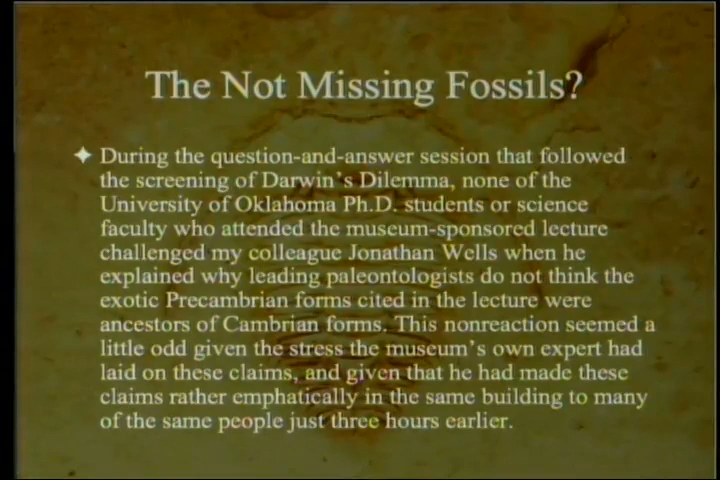 The Not Missing Fossils?
✦ During the question-and-answer session that followed
the screening of Darwin's Dilemma, none of the
University of Oklahoma Ph.D. students or science
faculty who attended the museum-sponsored lecture
challenged my colleague Jonathan Wells when he
explained why leading paleontologists do not think the
exotic Precambrian forms cited in the lecture were
ancestors of Cambrian forms. This nonreaction seemed a
little odd given the stress the museum's own expert had
laid on these claims, and given that he had made these
claims rather emphatically in the same building to many
of the same people just three hours earlier.